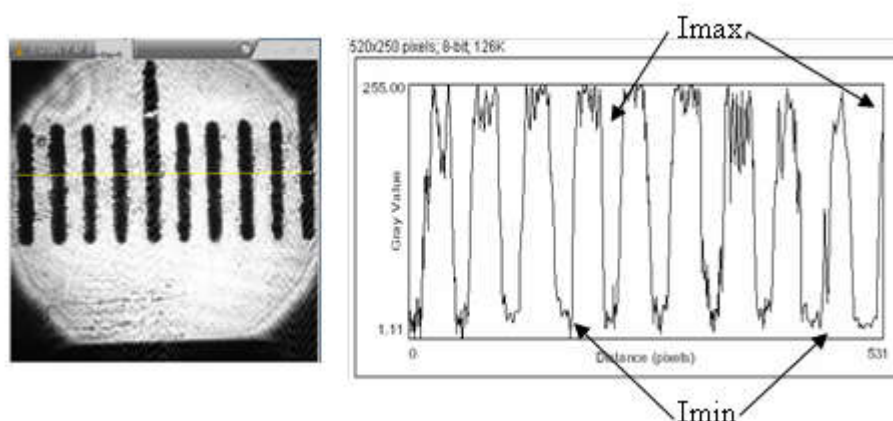 Imax
520x250 pixels; 8-bit; 126K
255.00
Gray Value
1.11
0
Distance (pixels)
531
Imin